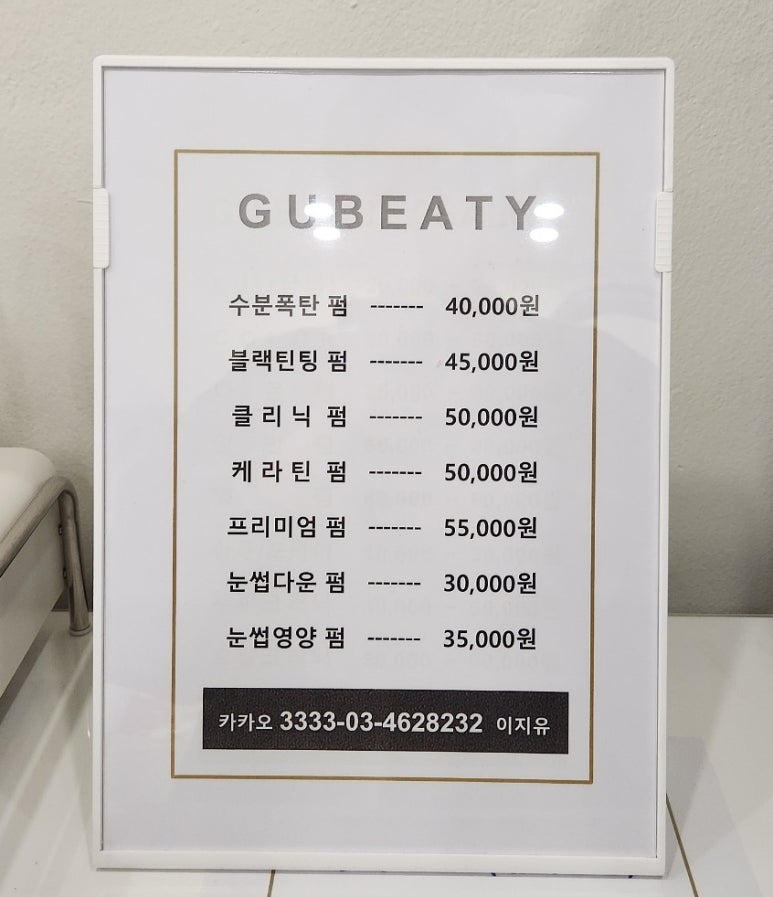 GUBEATY
수분폭탄 펌 ------- 40,000원
블랙틴팅 펌 ------- 45,000원
클리닉 펌 ------- 50,000원
케라틴 펌 ------- 50,000원
프리미엄 펌 ------- 55,000원
눈썹다운 펌 ------- 30,000원
눈썹영양 펌 ------- 35,000원
카카오 3333-03-4628232 이지유